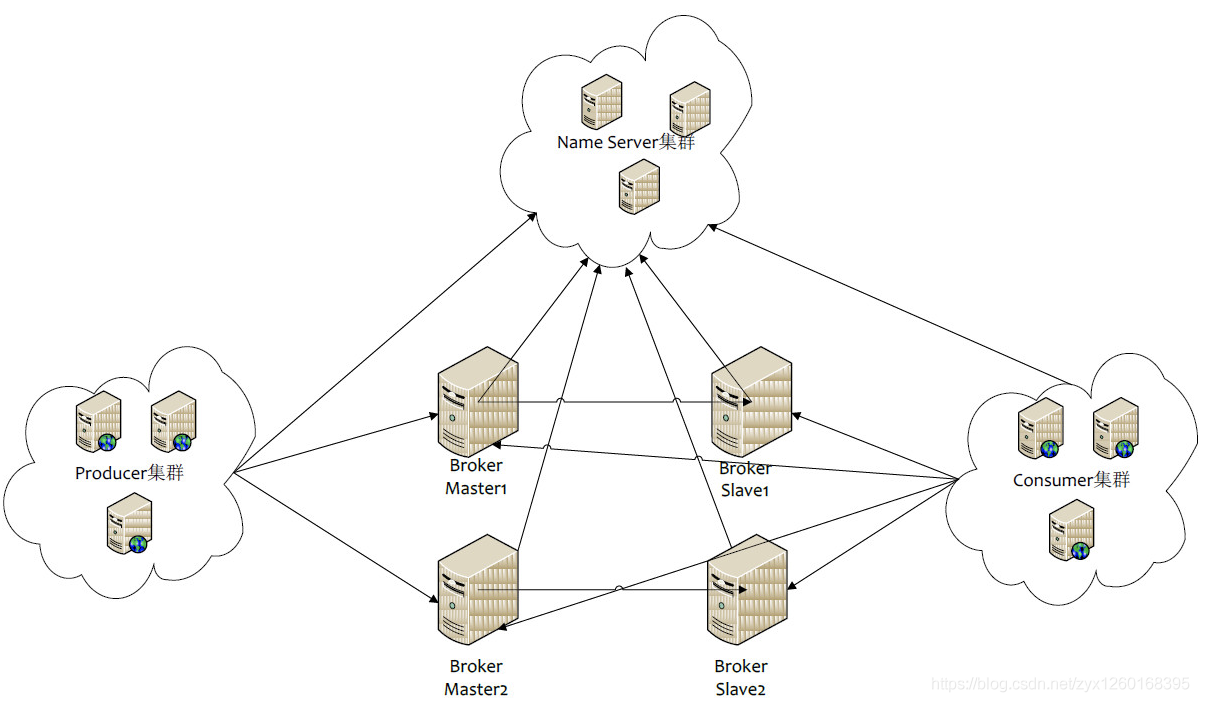 Name Server集群
Producer集群
Broker
Master1
Broker
Slave1
Consumer集群
Broker
Master2
Broker
Slave2
https://blog.csdn.net/zyx1260168395